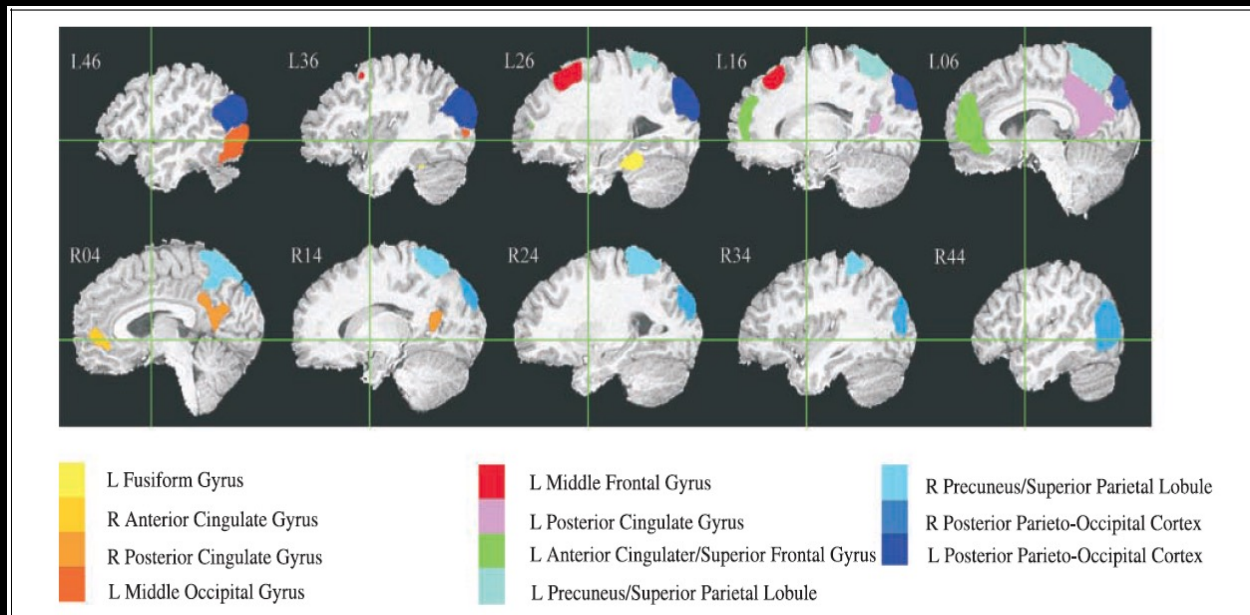 L46
L36
L26
L16
L06
R04
R14
R24
R34
R44
L Fusiform Gyrus
R Anterior Cingulate Gyrus
R Posterior Cingulate Gyrus
L Middle Occipital Gyrus
L Middle Frontal Gyrus
L Posterior Cingulate Gyrus
L Anterior Cingulater/Superior Frontal Gyrus
L Precuneus/Superior Parietal Lobule
R Precuneus/Superior Parietal Lobule
R Posterior Parieto-Occipital Cortex
L Posterior Parieto-Occipital Cortex